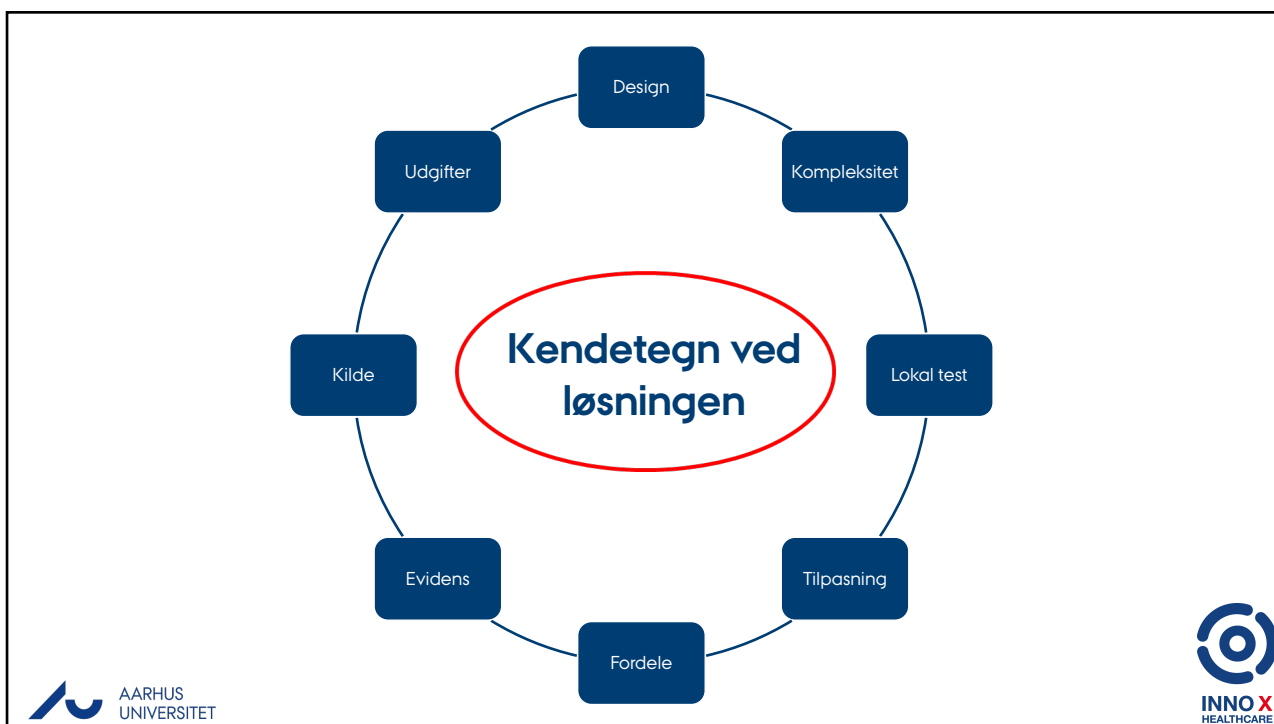 Design
Kompleksitet
Lokal test
Tilpasning
Fordele
Evidens
Kilde
Udgifter
Kendetegn ved
løsningen
AARHUS
UNIVERSITET
INNO X
HEALTHCARE